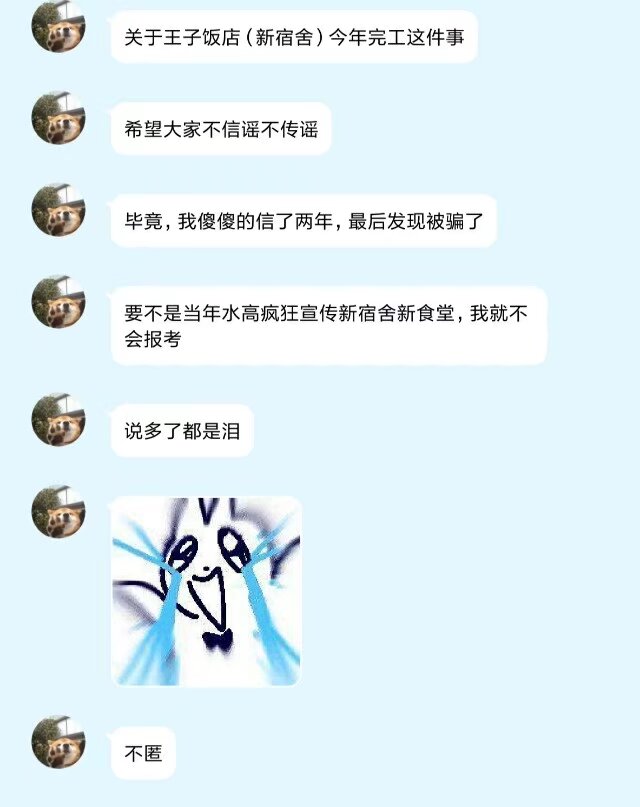 关于王子饭店（新宿舍）今年完工这件事
希望大家不信谣不传谣
毕竟，我傻傻的信了两年，最后发现被骗了
要不是当年水高疯狂宣传新宿舍新食堂，我就不
会报考
说多了都是泪
不匿